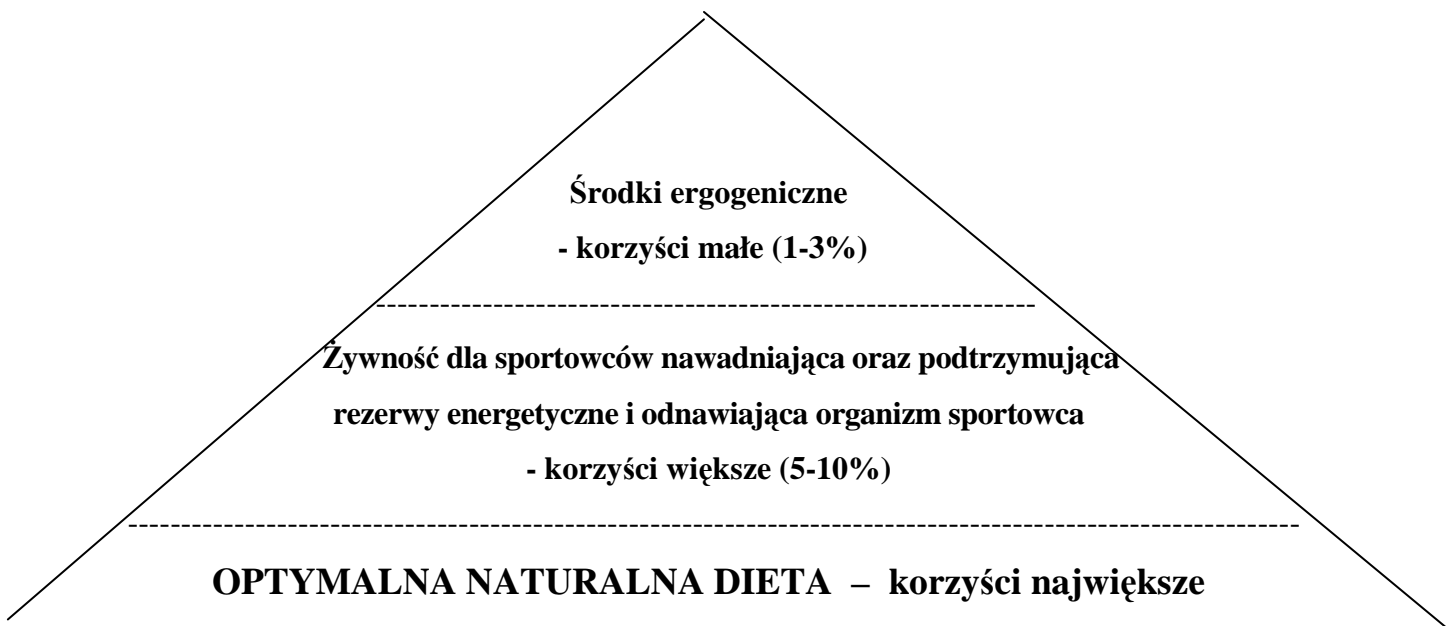 Środki ergogeniczne
- korzyści małe (1-3%)
Żywność dla sportowców nawadniająca oraz podtrzymująca
rezerwy energetyczne i odnawiająca organizm sportowca
- korzyści większe (5-10%)
OPTYMALNA NATURALNA DIETA – korzyści największe